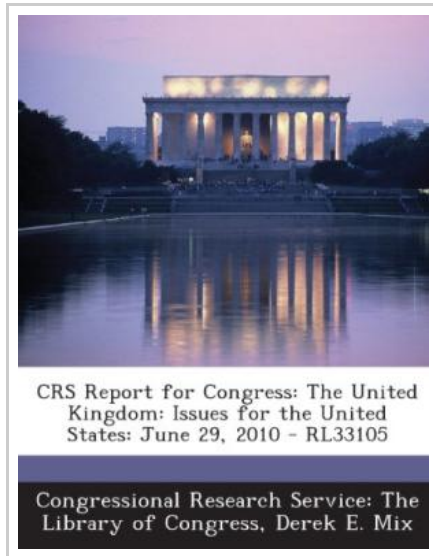 CRS Report for Congress: The United
Kingdom: Issues for the United
States: June 29, 2010 - RL33105
Congressional Research Service: The
Library of Congress, Derek E. Mix